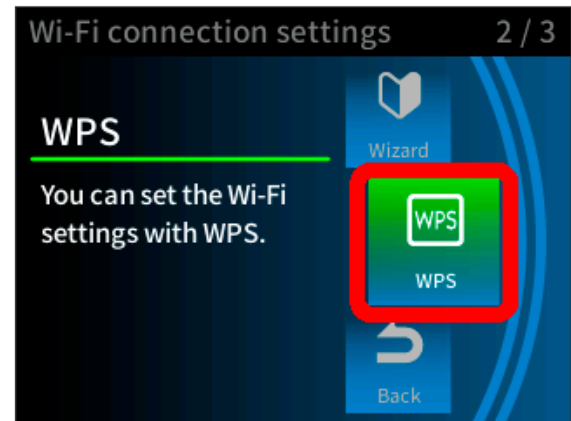 Wi-Fi connection settings 2 / 3
WPS
You can set the Wi-Fi
settings with WPS.
Wizard
WPS
WPS
Back